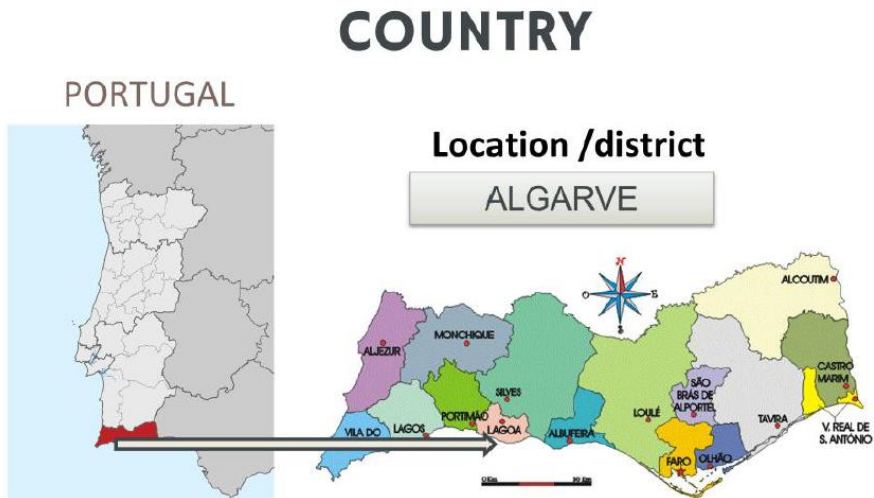 COUNTRY
PORTUGAL
Location /district
ALGARVE
N
O
E
S
ALCOUTIM
ALJEZUR
MONCHIQUE
CASTRO
MARIM
SÃO
BRÁS DE
ALPORTEL
SILVES
PORTIMÃO
LAGOS
LAGOA
VILA DO
ALBUFEIRA
LOULÉ
TAVIRA
V. REAL DE
S. ANTÓNIO
FARO
OLHÃO